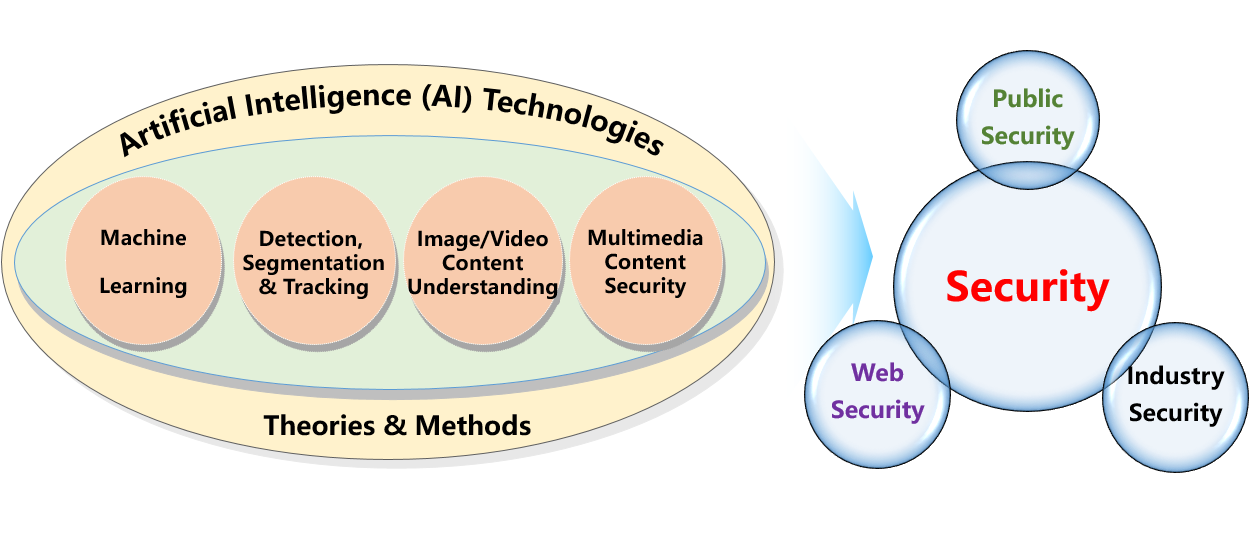 Artificial Intelligence (AI) Technologies
Machine
Learning
Detection,
Segmentation
& Tracking
Image/Video
Content
Understanding
Multimedia
Content
Security
Theories & Methods
Public
Security
Security
Web
Security
Industry
Security